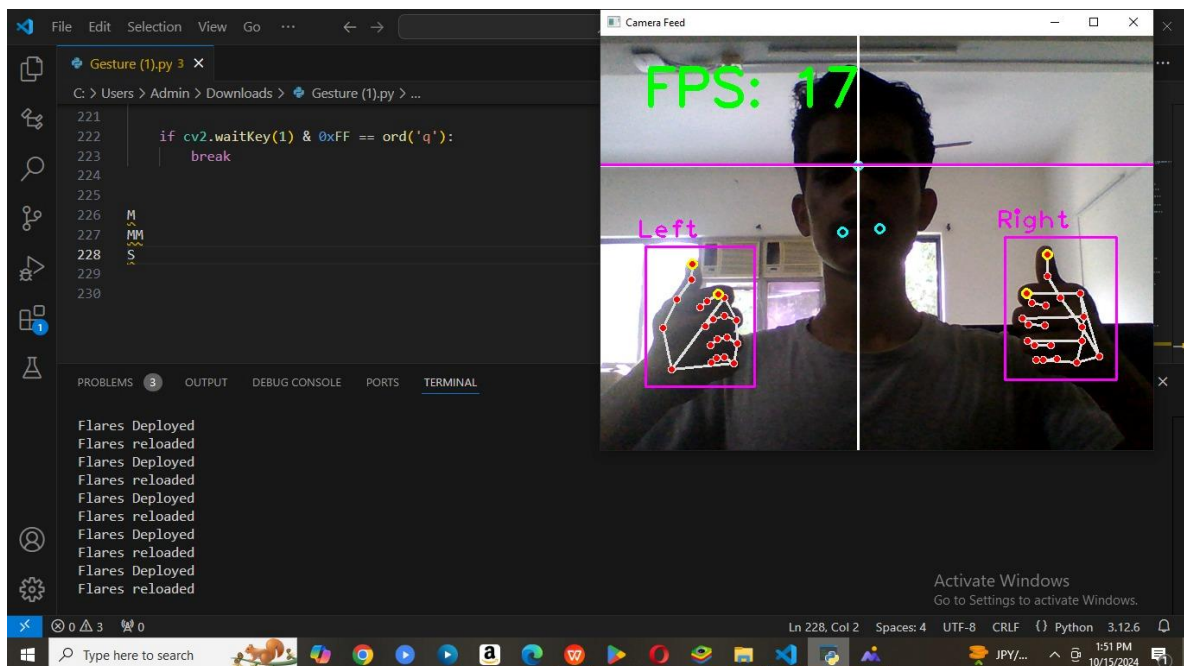 File Edit Selection View Go ...
Gesture (1).py 3
C: > Users > Admin > Downloads > Gesture (1).py > ...
221
222 if cv2.waitKey(1) & 0xFF == ord('q'):
223 break
224
225
226 M
227 MM
228 S
229
230
Camera Feed
FPS: 17
Left
Right
PROBLEMS 3 OUTPUT DEBUG CONSOLE PORTS TERMINAL
Flares Deployed
Flares reloaded
Flares Deployed
Flares reloaded
Flares Deployed
Flares reloaded
Flares Deployed
Flares reloaded
Flares Deployed
Flares reloaded
Activate Windows
Go to Settings to activate Windows.
0 3 0 Ln 228, Col 2 Spaces: 4 UTF-8 CRLF {} Python 3.12.6
Type here to search JPY/... 1:51 PM
10/15/2024
1